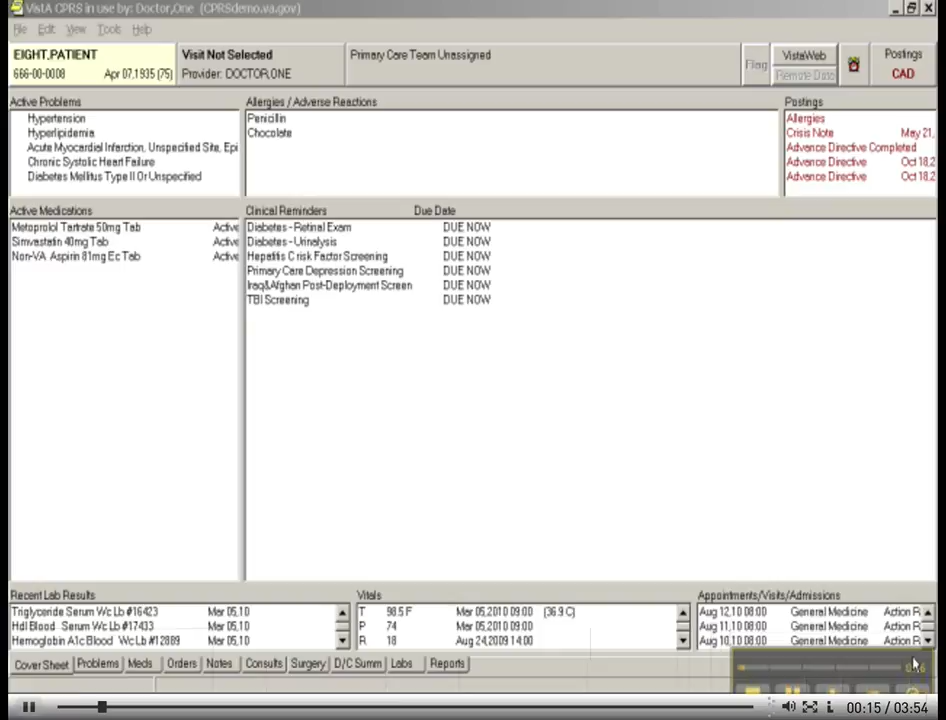 VistA CPRS in use by: Doctor,One (CPRSdemo.va.gov)
File Edit View Tools Help
EIGHT,PATIENT
666-00-0008 Apr 07,1935 (75)
Visit Not Selected
Provider: DOCTOR,ONE
Primary Care Team Unassigned
Flag
VistaWeb
Remote Data
Postings
CAD
Active Problems
Hypertension
Hyperlipidemia
Acute Myocardial Infarction, Unspecified Site, Epi
Chronic Systolic Heart Failure
Diabetes Mellitus Type II Or Unspecified
Allergies / Adverse Reactions
Penicillin
Chocolate
Postings
Allergies
Crisis Note May 21,
Advance Directive Completed
Advance Directive Oct 18,2
Advance Directive Oct 18,2
Active Medications
Metoprolol Tartrate 50mg Tab Active
Simvastatin 40mg Tab Active
Non-VA Aspirin 81mg Ec Tab Active
Clinical Reminders Due Date
Diabetes - Retinal Exam DUE NOW
Diabetes - Urinalysis DUE NOW
Hepatitis C risk Factor Screening DUE NOW
Primary Care Depression Screening DUE NOW
Iraq&Afghan Post-Deployment Screen DUE NOW
TBI Screening DUE NOW
Recent Lab Results
Triglyceride Serum Wc Lb #16423 Mar 05,10
Hdl Blood Serum Wc Lb #17433 Mar 05,10
Hemoglobin A1c Blood Wc Lb #12889 Mar 05,10
Vitals
T 98.5 F Mar 05,2010 09:00 (36.9 C)
P 74 Mar 05,2010 09:00
R 18 Aug 24,2009 14:00
Appointments/Visits/Admissions
Aug 12,10 08:00 General Medicine Action R
Aug 11,10 08:00 General Medicine Action R
Aug 10,10 08:00 General Medicine Action R
Cover Sheet Problems Meds Orders Notes Consults Surgery D/C Summ Labs Reports
00:15 / 03:54